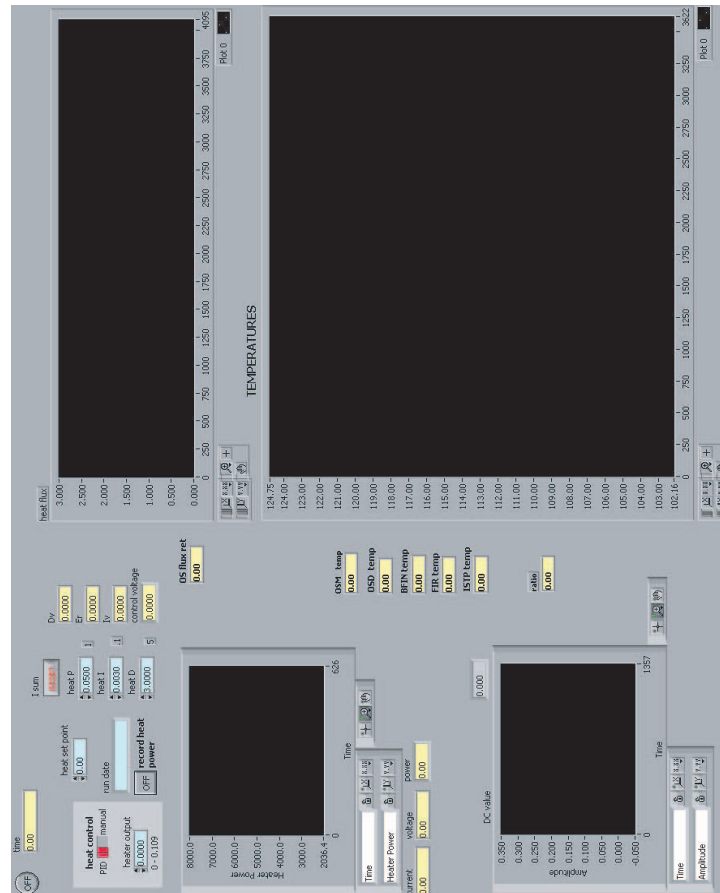 OFF
time
0.00
heat control
PID manual
heater output
0.0000
0 - 0.109
heat set point
0.00
run date
record heat power
OFF
I sum
heat P
0.0500
1
heat I
0.0030
.1
heat D
3.0000
5
Dv
0.0000
Er
0.0000
Iv
0.0000
control voltage
0.0000
OS flux ret
0.00
8000.0
7000.0
6000.0
5000.0
4000.0
3000.0
2036.4
Heater Power
0
626
Time
Time
Heater Power
current
0.00
voltage
0.00
power
0.00
OSM temp
0.00
OSD temp
0.00
BFIN temp
0.00
FIR temp
0.00
ISTP temp
0.00
ratio
0.00
DC value
0.000
0.350
0.300
0.250
0.200
0.150
0.100
0.050
0.000
-0.050
Amplitude
0
1357
Time
Time
Amplitude
heat flux
3.000
2.500
2.000
1.500
1.000
0.500
0.000
0 250 500 750 1000 1250 1500 1750 2000 2250 2500 2750 3000 3250 3500 3750 4095
Plot 0
TEMPERATURES
124.75
124.00
123.00
122.00
121.00
120.00
119.00
118.00
117.00
116.00
115.00
114.00
113.00
112.00
111.00
110.00
109.00
108.00
107.00
106.00
105.00
104.00
103.00
102.16
0 250 500 750 1000 1250 1500 1750 2000 2250 2500 2750 3000 3250 3622
Plot 0